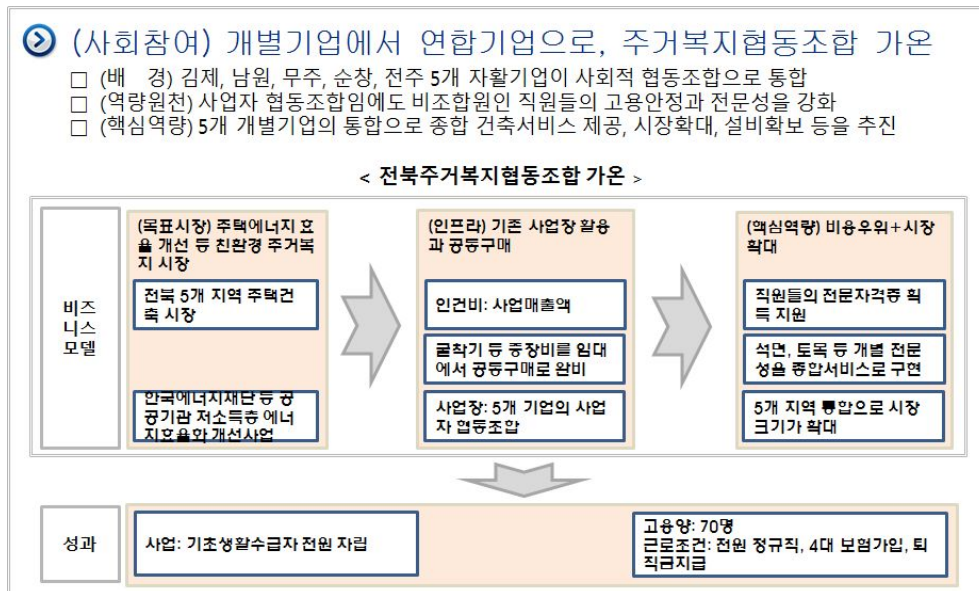 (사회참여) 개별기업에서 연합기업으로, 주거복지협동조합 가온
□ (배 경) 김제, 남원, 무주, 순창, 전주 5개 자활기업이 사회적 협동조합으로 통합
□ (역량원천) 사업자 협동조합임에도 비조합원인 직원들의 고용안정과 전문성을 강화
□ (핵심역량) 5개 개별기업의 통합으로 종합 건축서비스 제공, 시장확대, 설비확보 등을 추진
< 전북주거복지협동조합 가온 >
비즈
니스
모델
(목표시장) 주택에너지 효
율 개선 등 친환경 주거복
지 시장
전북 5개 지역 주택건
축 시장
한국에너지재단 등 공
공기관 저소득층 에너
지효율화 개선사업
(인프라) 기존 사업장 활용
과 공동구매
인건비: 사업매출액
굴착기 등 중장비를 임대
에서 공동구매로 완비
사업장: 5개 기업의 사업
자 협동조합
(핵심역량) 비용우위+시장
확대
직원들의 전문자격증 획
득 지원
석면, 토목 등 개별 전문
성을 종합서비스로 구현
5개 지역 통합으로 시장
크기가 확대
성과
사업: 기초생활수급자 전원 자립
고용양: 70명
근로조건: 전원 정규직, 4대 보험가입, 퇴
직금지급